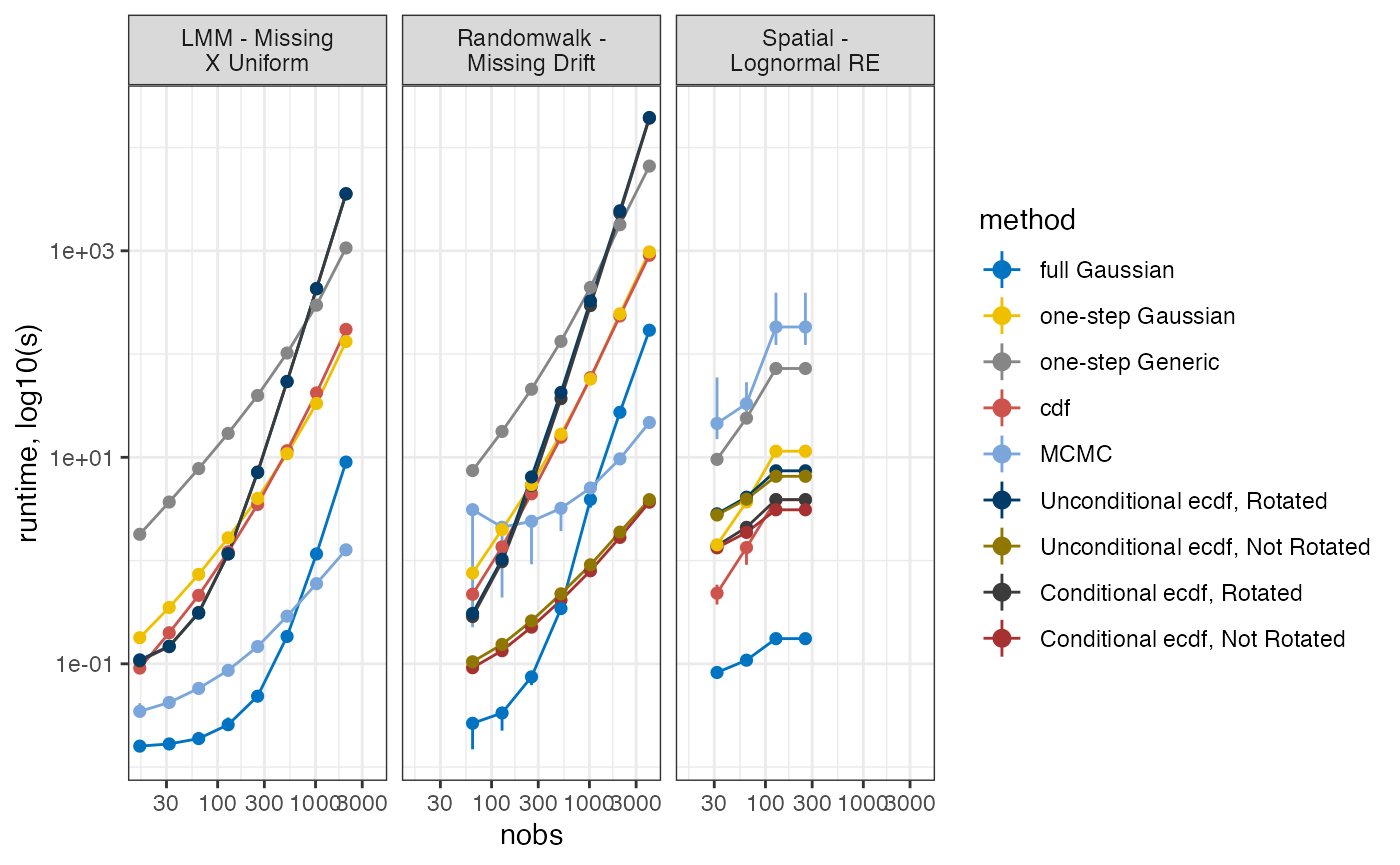 LMM - Missing
X Uniform
Randomwalk -
Missing Drift
Spatial -
Lognormal RE
1e+03
1e+01
1e-01
runtime, log10(s)
30 100 300 1000 3000
30 100 300 1000 3000
30 100 300 1000 3000
nobs
method
full Gaussian
one-step Gaussian
one-step Generic
cdf
MCMC
Unconditional ecdf, Rotated
Unconditional ecdf, Not Rotated
Conditional ecdf, Rotated
Conditional ecdf, Not Rotated